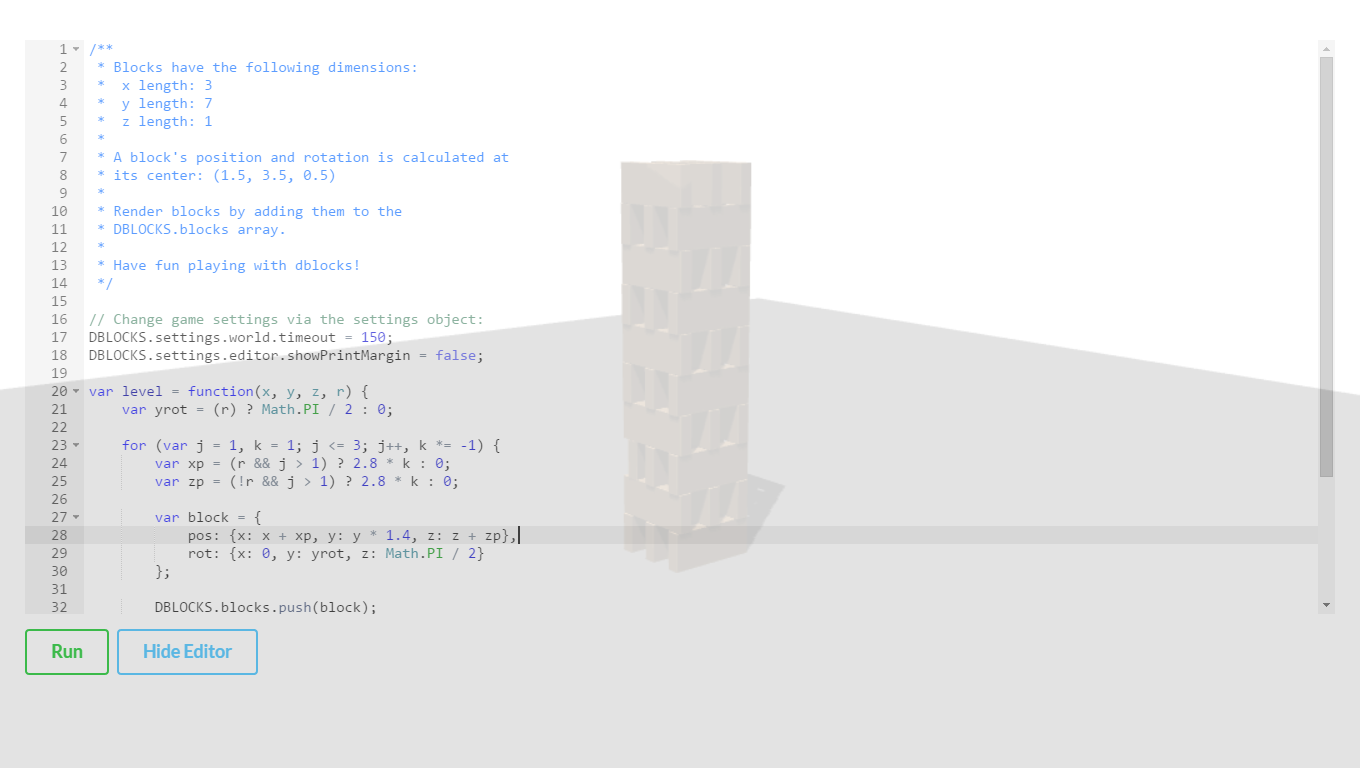 1 /**
2  * Blocks have the following dimensions:
3  *  x length: 3
4  *  y length: 7
5  *  z length: 1
6  *
7  * A block's position and rotation is calculated at
8  * its center: (1.5, 3.5, 0.5)
9  *
10  * Render blocks by adding them to the
11  * DBLOCKS.blocks array.
12  *
13  * Have fun playing with dblocks!
14  */
15
16 // Change game settings via the settings object:
17 DBLOCKS.settings.world.timeout = 150;
18 DBLOCKS.settings.editor.showPrintMargin = false;
19
20 var level = function(x, y, z, r) {
21     var yrot = (r) ? Math.PI / 2 : 0;
22
23     for (var j = 1, k = 1; j <= 3; j++, k *= -1) {
24         var xp = (r && j > 1) ? 2.8 * k : 0;
25         var zp = (!r && j > 1) ? 2.8 * k : 0;
26
27         var block = {
28             pos: {x: x + xp, y: y * 1.4, z: z + zp},
29             rot: {x: 0, y: yrot, z: Math.PI / 2}
30         };
31
32         DBLOCKS.blocks.push(block);
Run Hide Editor